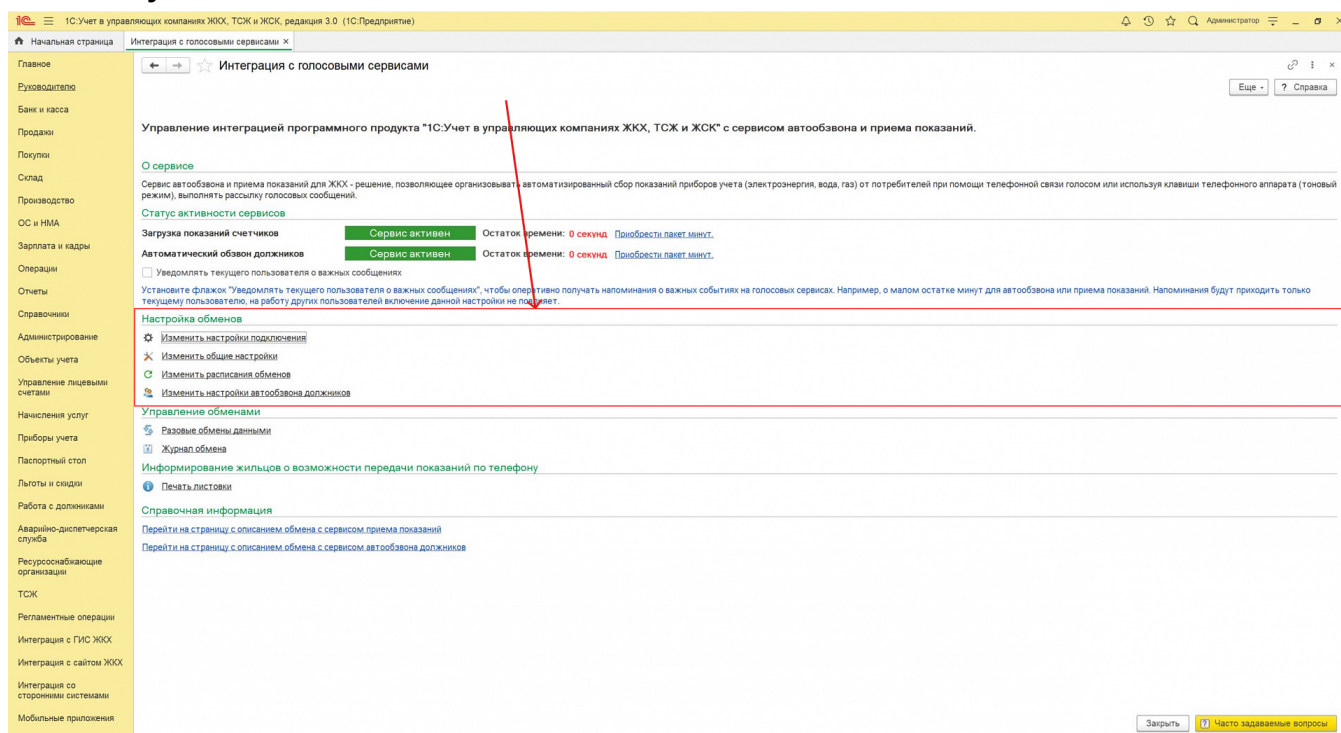 1С:Учет в управляющих компаниях ЖКХ, ТСЖ и ЖСК, редакция 3.0 (1С:Предприятие)
Администратор
Начальная страница
Интеграция с голосовыми сервисами ×
Главное
Руководителю
Банк и касса
Продажи
Покупки
Склад
Производство
ОС и НМА
Зарплата и кадры
Операции
Отчеты
Справочники
Администрирование
Объекты учета
Управление лицевыми
счетами
Начисления услуг
Приборы учета
Паспортный стол
Льготы и скидки
Работа с должниками
Аварийно-диспетчерская
служба
Ресурсоснабжающие
организации
ТСЖ
Регламентные операции
Интеграция с ГИС ЖКХ
Интеграция с сайтом ЖКХ
Интеграция со
сторонними системами
Мобильные приложения
Интеграция с голосовыми сервисами
Еще
? Справка
Управление интеграцией программного продукта "1С:Учет в управляющих компаниях ЖКХ, ТСЖ и ЖСК" с сервисом автообзвона и приема показаний.
О сервисе
Сервис автообзвона и приема показаний для ЖКХ - решение, позволяющее организовывать автоматизированный сбор показаний приборов учета (электроэнергия, вода, газ) от потребителей при помощи телефонной связи голосом или используя клавиши телефонного аппарата (тоновый
режим), выполнять рассылку голосовых сообщений.
Статус активности сервисов
Загрузка показаний счетчиков Сервис активен Остаток времени: 0 секунд Приобрести пакет минут.
Автоматический обзвон должников Сервис активен Остаток времени: 0 секунд Приобрести пакет минут.
Уведомлять текущего пользователя о важных сообщениях
Установите флажок "Уведомлять текущего пользователя о важных сообщениях", чтобы оперативно получать напоминания о важных событиях на голосовых сервисах. Например, о малом остатке минут для автообзвона или приема показаний. Напоминания будут приходить только
текущему пользователю, на работу других пользователей включение данной настройки не повлияет.
Настройка обменов
Изменить настройки подключения
Изменить общие настройки
Изменить расписания обменов
Изменить настройки автообзвона должников
Управление обменами
Разовые обмены данными
Журнал обмена
Информирование жильцов о возможности передачи показаний по телефону
Печать листовки
Справочная информация
Перейти на страницу с описанием обмена с сервисом приема показаний
Перейти на страницу с описанием обмена с сервисом автообзвона должников
Закрыть
? Часто задаваемые вопросы